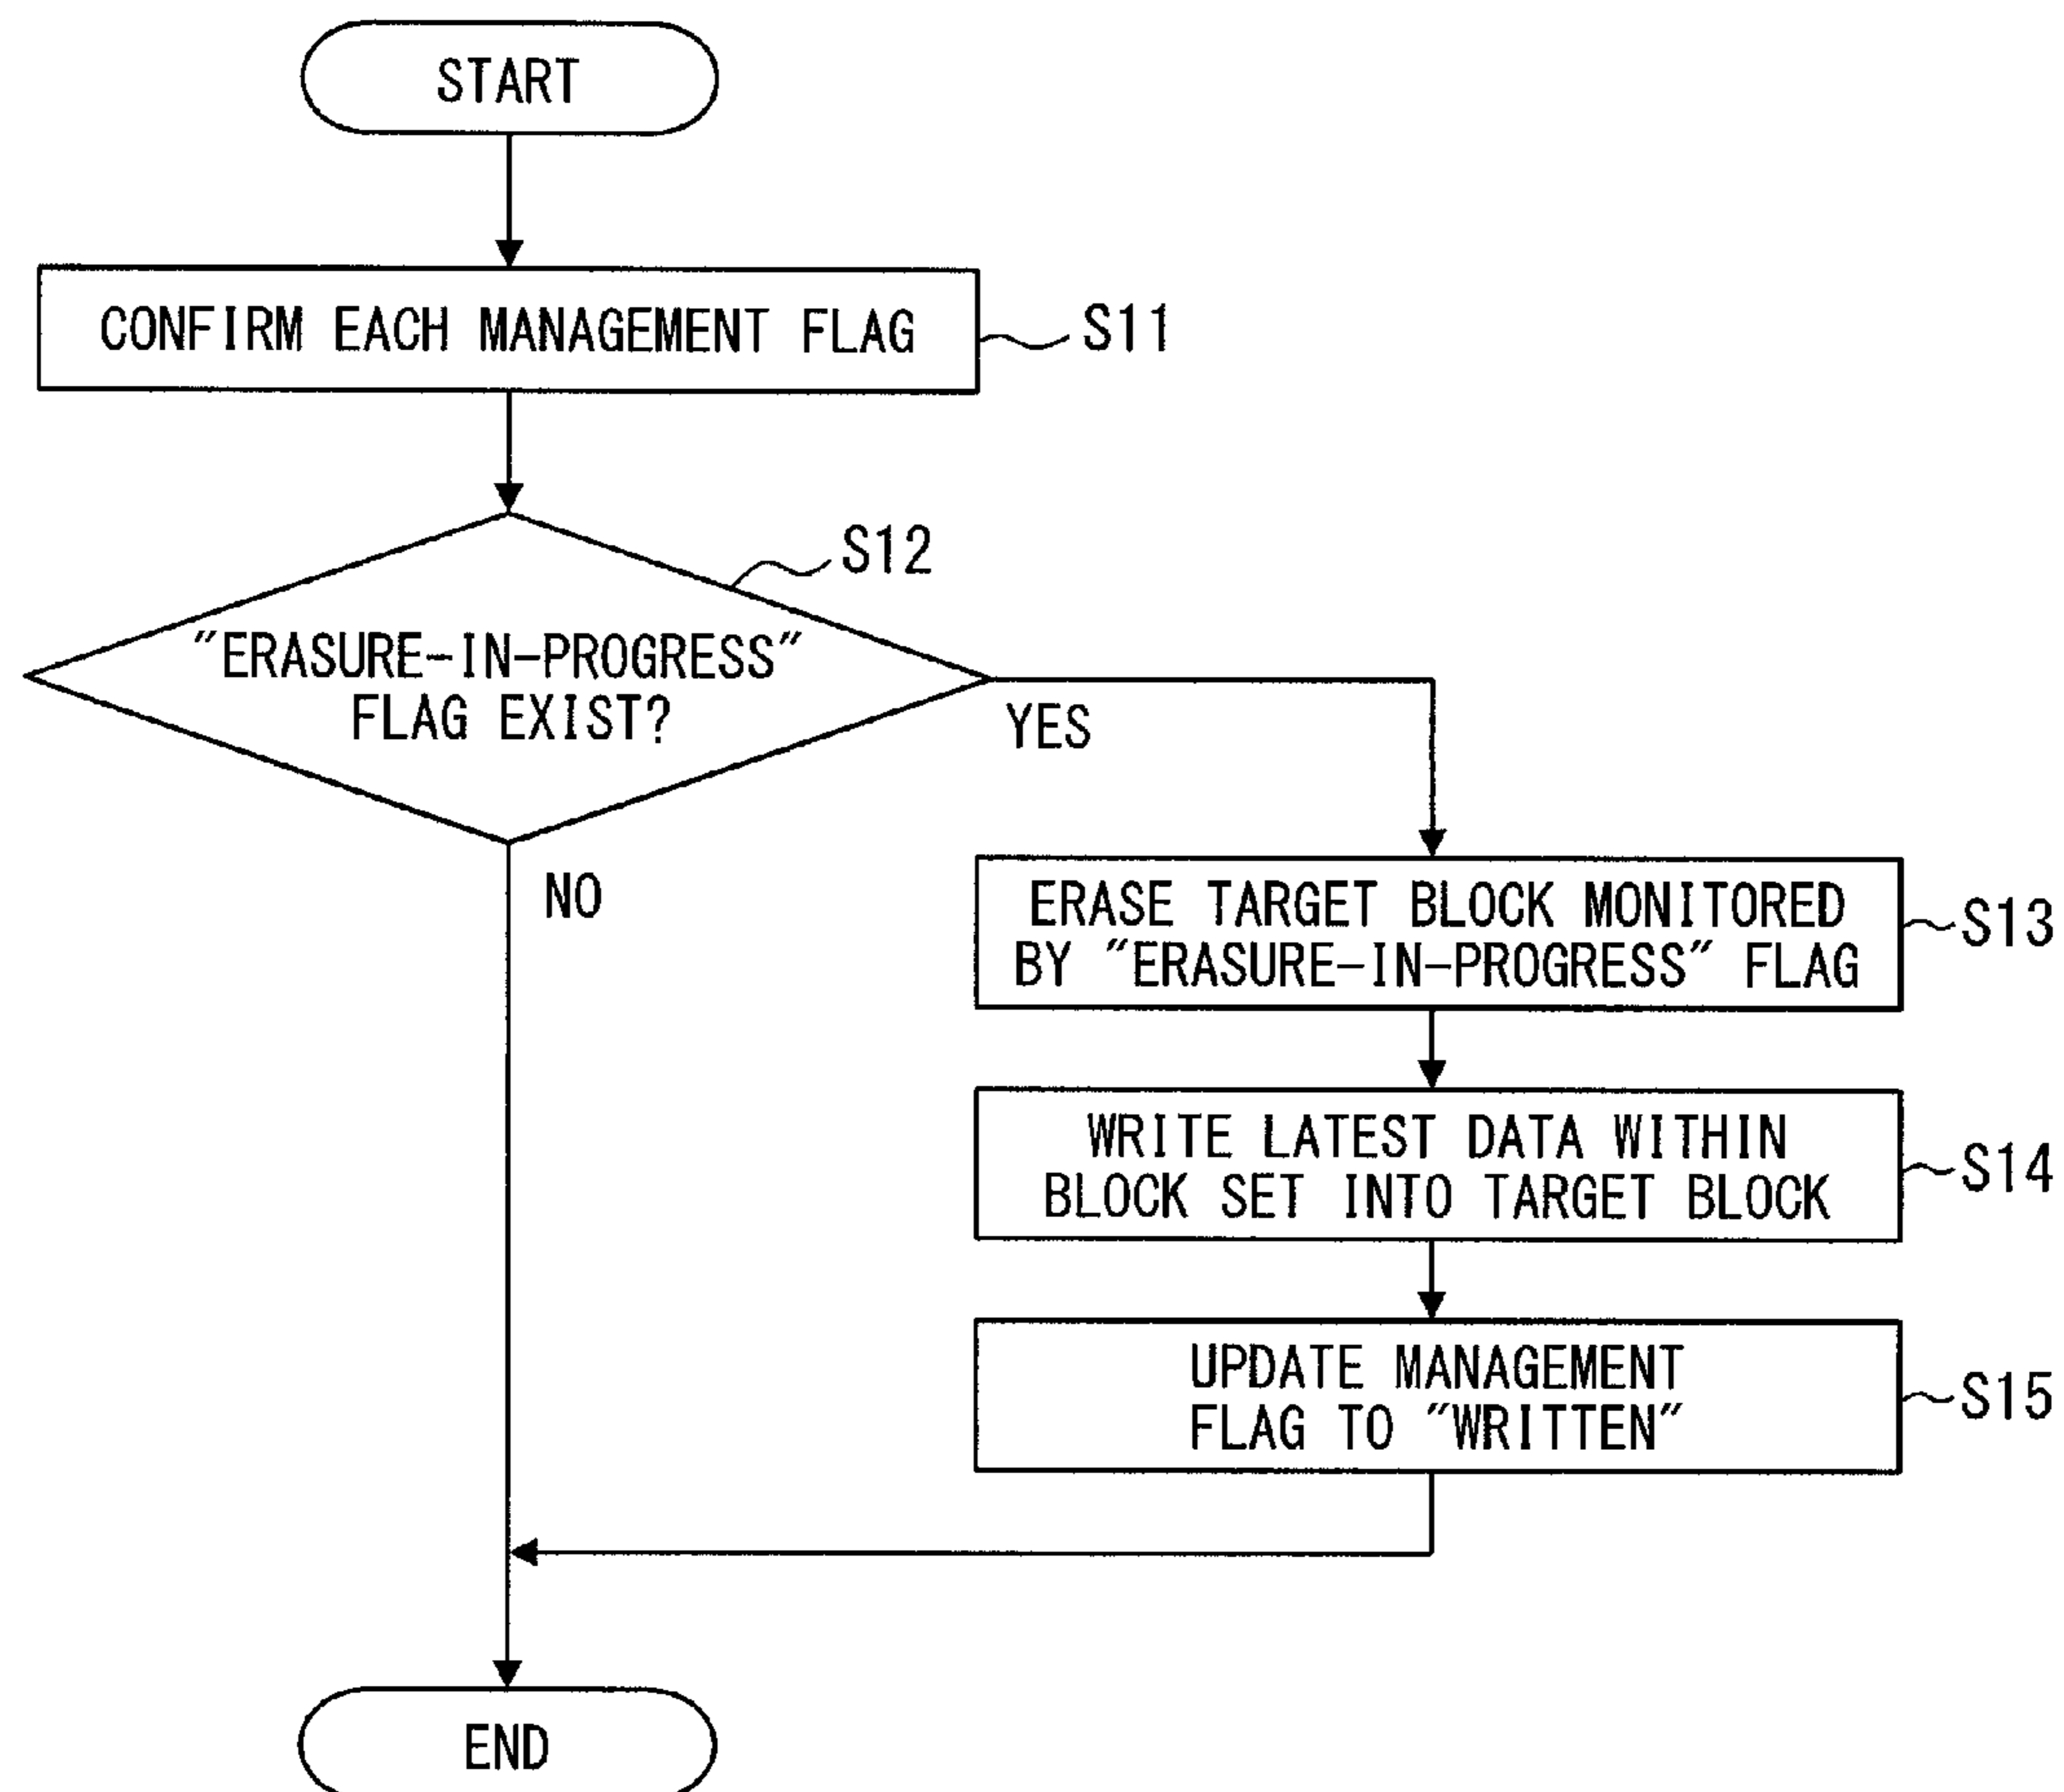 START
CONFIRM EACH MANAGEMENT FLAG
S11
S12
"ERASURE-IN-PROGRESS"
FLAG EXIST?
YES
NO
ERASE TARGET BLOCK MONITORED
BY "ERASURE-IN-PROGRESS" FLAG
S13
WRITE LATEST DATA WITHIN
BLOCK SET INTO TARGET BLOCK
S14
UPDATE MANAGEMENT
FLAG TO "WRITTEN"
S15
END